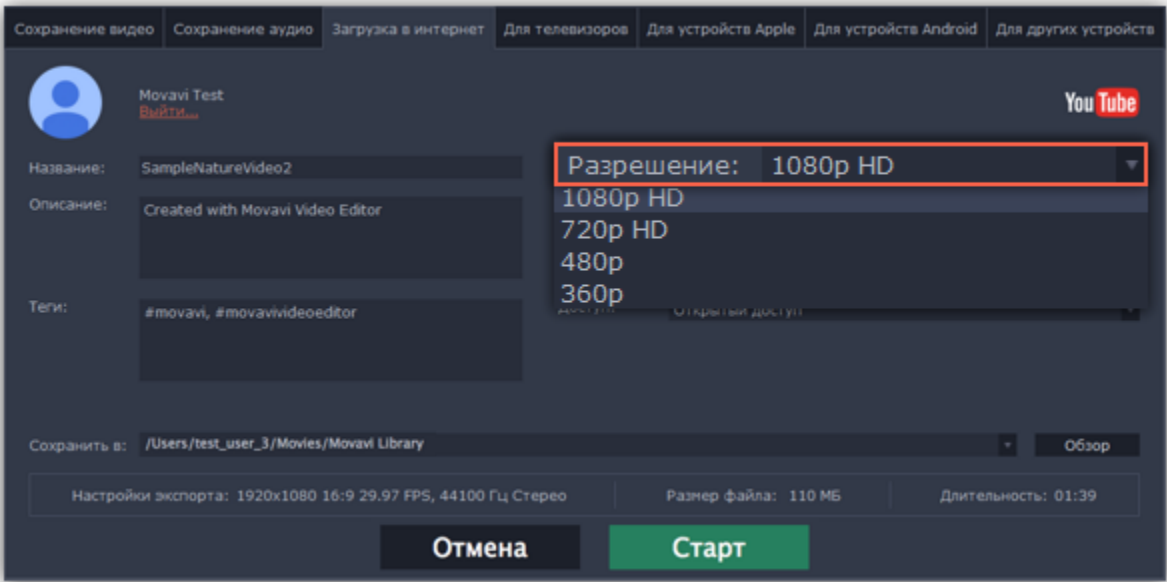 Сохранение видео Сохранение аудио Загрузка в интернет Для телевизоров Для устройств Apple Для устройств Android Для других устройств
Movavi Test
Выйти...
You Tube
Название: SampleNatureVideo2
Разрешение: 1080p HD
1080p HD
720p HD
480p
360p
Описание: Created with Movavi Video Editor
Теги: #movavi, #movavivideoeditor
Доступ: Открытый доступ
Сохранить в: /Users/test_user_3/Movies/Movavi Library Обзор
Настройки экспорта: 1920x1080 16:9 29.97 FPS, 44100 Гц Стерео Размер файла: 110 МБ Длительность: 01:39
Отмена Старт